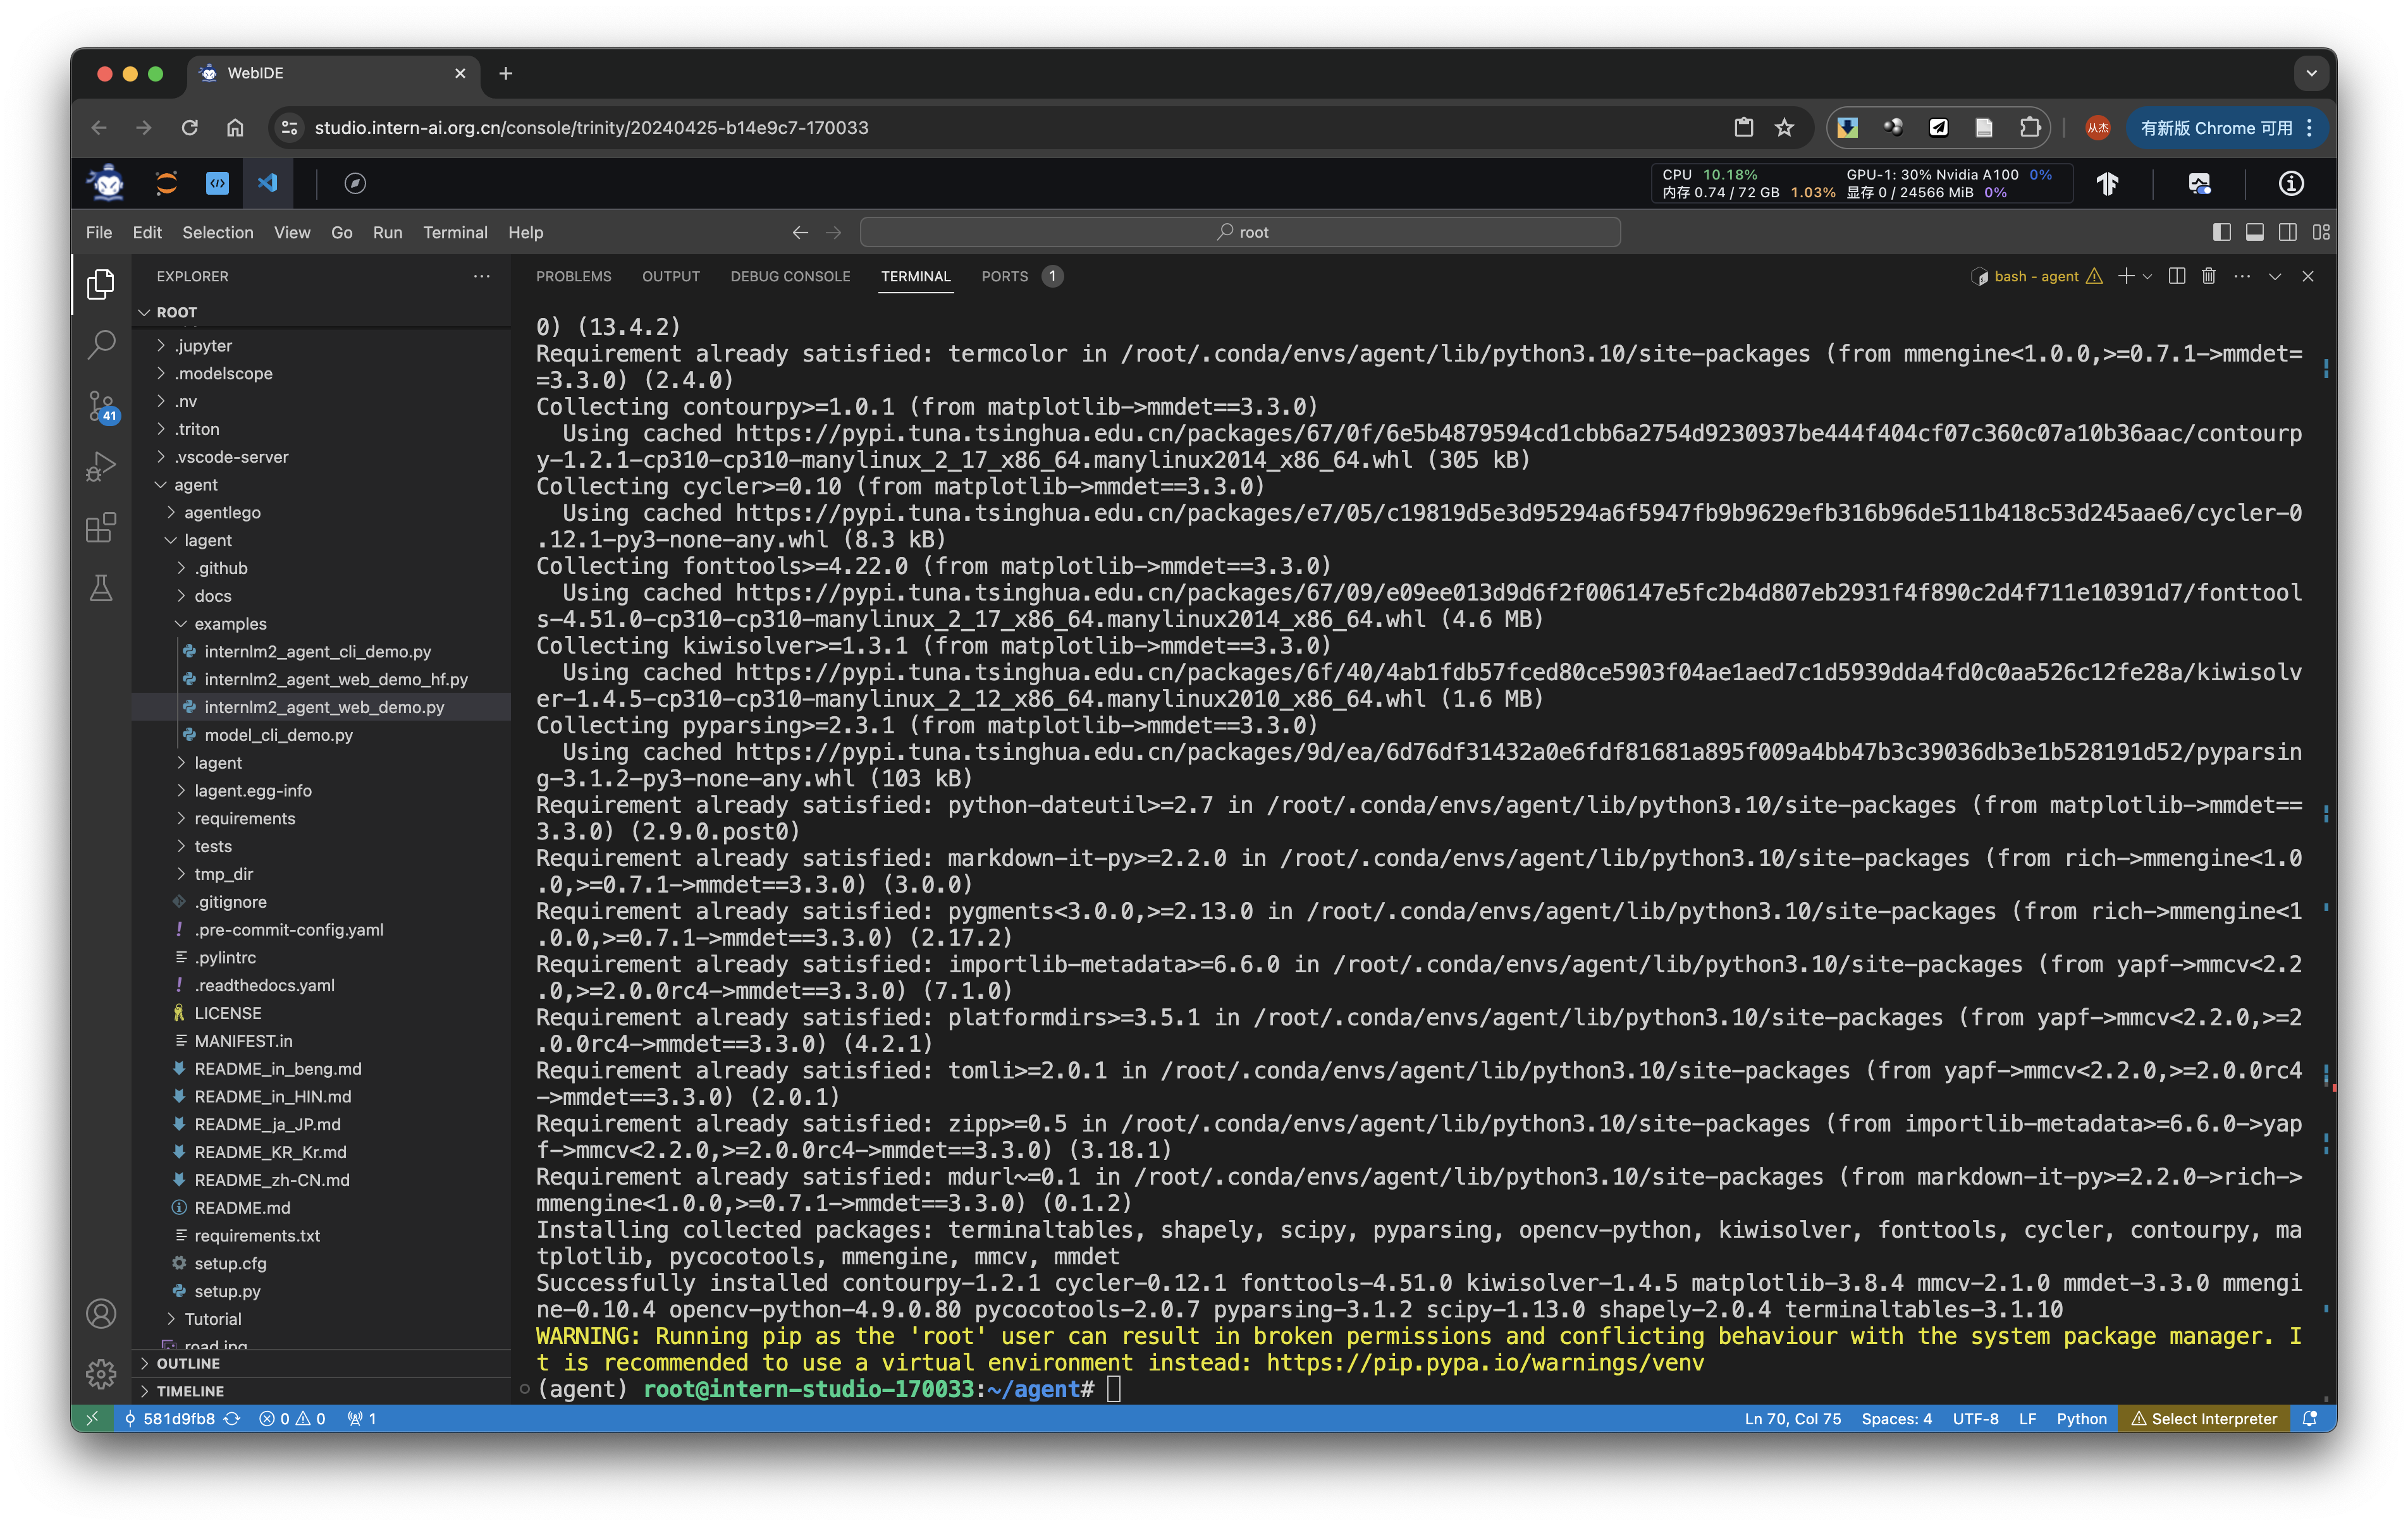 WebIDE
studio.intern-ai.org.cn/console/trinity/20240425-b14e9c7-170033
从杰
有新版 Chrome 可用
CPU 10.18% GPU-1: 30% Nvidia A100 0%
内存 0.74 / 72 GB 1.03% 显存 0 / 24566 MiB 0%
File Edit Selection View Go Run Terminal Help
root
EXPLORER
ROOT
.jupyter
.modelscope
.nv
.triton
.vscode-server
agent
agentlego
lagent
.github
docs
examples
internlm2_agent_cli_demo.py
internlm2_agent_web_demo_hf.py
internlm2_agent_web_demo.py
model_cli_demo.py
lagent
lagent.egg-info
requirements
tests
tmp_dir
.gitignore
.pre-commit-config.yaml
.pylintrc
.readthedocs.yaml
LICENSE
MANIFEST.in
README_in_beng.md
README_in_HIN.md
README_ja_JP.md
README_KR_Kr.md
README_zh-CN.md
README.md
requirements.txt
setup.cfg
setup.py
Tutorial
road.jpg
OUTLINE
TIMELINE
41
PROBLEMS OUTPUT DEBUG CONSOLE TERMINAL PORTS 1
bash - agent
0) (13.4.2)
Requirement already satisfied: termcolor in /root/.conda/envs/agent/lib/python3.10/site-packages (from mmengine<1.0.0,>=0.7.1->mmdet=
=3.3.0) (2.4.0)
Collecting contourpy>=1.0.1 (from matplotlib->mmdet==3.3.0)
Using cached https://pypi.tuna.tsinghua.edu.cn/packages/67/0f/6e5b4879594cd1cbb6a2754d9230937be444f404cf07c360c07a10b36aac/contourp
y-1.2.1-cp310-cp310-manylinux_2_17_x86_64.manylinux2014_x86_64.whl (305 kB)
Collecting cycler>=0.10 (from matplotlib->mmdet==3.3.0)
Using cached https://pypi.tuna.tsinghua.edu.cn/packages/e7/05/c19819d5e3d95294a6f5947fb9b9629efb316b96de511b418c53d245aae6/cycler-0
.12.1-py3-none-any.whl (8.3 kB)
Collecting fonttools>=4.22.0 (from matplotlib->mmdet==3.3.0)
Using cached https://pypi.tuna.tsinghua.edu.cn/packages/67/09/e09ee013d9d6f2f006147e5fc2b4d807eb2931f4f890c2d4f711e10391d7/fonttool
s-4.51.0-cp310-cp310-manylinux_2_17_x86_64.manylinux2014_x86_64.whl (4.6 MB)
Collecting kiwisolver>=1.3.1 (from matplotlib->mmdet==3.3.0)
Using cached https://pypi.tuna.tsinghua.edu.cn/packages/6f/40/4ab1fdb57fced80ce5903f04ae1aed7c1d5939dda4fd0c0aa526c12fe28a/kiwisolv
er-1.4.5-cp310-cp310-manylinux_2_12_x86_64.manylinux2010_x86_64.whl (1.6 MB)
Collecting pyparsing>=2.3.1 (from matplotlib->mmdet==3.3.0)
Using cached https://pypi.tuna.tsinghua.edu.cn/packages/9d/ea/6d76df31432a0e6fdf81681a895f009a4bb47b3c39036db3e1b528191d52/pyparsin
g-3.1.2-py3-none-any.whl (103 kB)
Requirement already satisfied: python-dateutil>=2.7 in /root/.conda/envs/agent/lib/python3.10/site-packages (from matplotlib->mmdet==
3.3.0) (2.9.0.post0)
Requirement already satisfied: markdown-it-py>=2.2.0 in /root/.conda/envs/agent/lib/python3.10/site-packages (from rich->mmengine<1.0
.0,>=0.7.1->mmdet==3.3.0) (3.0.0)
Requirement already satisfied: pygments<3.0.0,>=2.13.0 in /root/.conda/envs/agent/lib/python3.10/site-packages (from rich->mmengine<1
.0.0,>=0.7.1->mmdet==3.3.0) (2.17.2)
Requirement already satisfied: importlib-metadata>=6.6.0 in /root/.conda/envs/agent/lib/python3.10/site-packages (from yapf->mmcv<2.2
.0,>=2.0.0rc4->mmdet==3.3.0) (7.1.0)
Requirement already satisfied: platformdirs>=3.5.1 in /root/.conda/envs/agent/lib/python3.10/site-packages (from yapf->mmcv<2.2.0,>=2
.0.0rc4->mmdet==3.3.0) (4.2.1)
Requirement already satisfied: tomli>=2.0.1 in /root/.conda/envs/agent/lib/python3.10/site-packages (from yapf->mmcv<2.2.0,>=2.0.0rc4
->mmdet==3.3.0) (2.0.1)
Requirement already satisfied: zipp>=0.5 in /root/.conda/envs/agent/lib/python3.10/site-packages (from importlib-metadata>=6.6.0->yap
f->mmcv<2.2.0,>=2.0.0rc4->mmdet==3.3.0) (3.18.1)
Requirement already satisfied: mdurl~=0.1 in /root/.conda/envs/agent/lib/python3.10/site-packages (from markdown-it-py>=2.2.0->rich->
mmengine<1.0.0,>=0.7.1->mmdet==3.3.0) (0.1.2)
Installing collected packages: terminaltables, shapely, scipy, pyparsing, opencv-python, kiwisolver, fonttools, cycler, contourpy, ma
tplotlib, pycocotools, mmengine, mmcv, mmdet
Successfully installed contourpy-1.2.1 cycler-0.12.1 fonttools-4.51.0 kiwisolver-1.4.5 matplotlib-3.8.4 mmcv-2.1.0 mmdet-3.3.0 mmengi
ne-0.10.4 opencv-python-4.9.0.80 pycocotools-2.0.7 pyparsing-3.1.2 scipy-1.13.0 shapely-2.0.4 terminaltables-3.1.10
WARNING: Running pip as the 'root' user can result in broken permissions and conflicting behaviour with the system package manager. I
t is recommended to use a virtual environment instead: https://pip.pypa.io/warnings/venv
(agent) root@intern-studio-170033:~/agent#
581d9fb8 0 0 1 Ln 70, Col 75 Spaces: 4 UTF-8 LF Python Select Interpreter